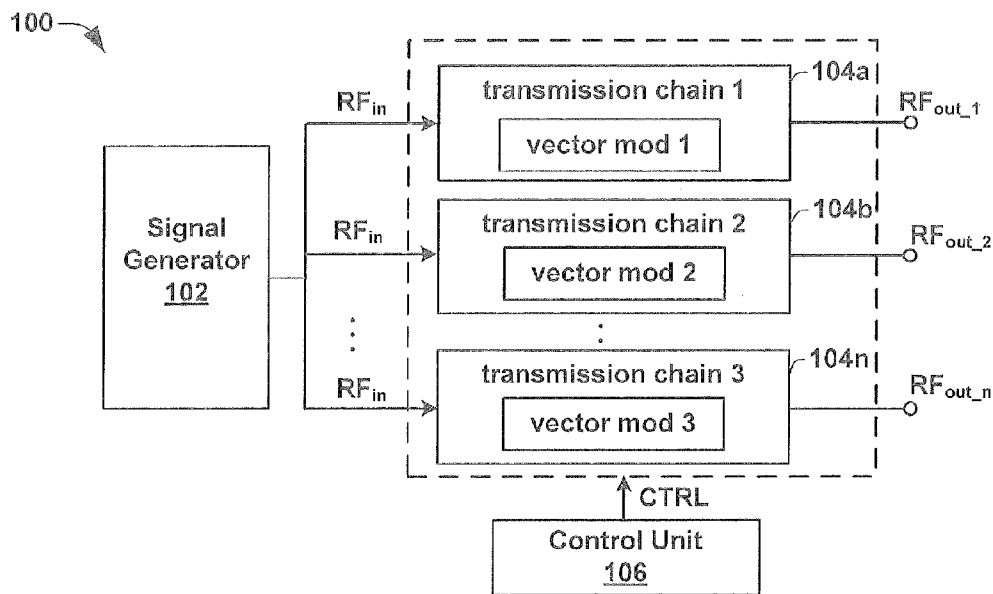 100
transmission chain 1
104a
RFin
RFout_1
vector mod 1
Signal
Generator
102
transmission chain 2
104b
RFin
RFout_2
vector mod 2
transmission chain 3
104n
RFin
RFout_n
vector mod 3
CTRL
Control Unit
106